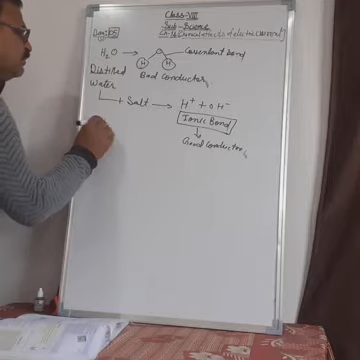 Class-VIII
Sub- Science
Ch-14 (Chemical effects of electric current)
Day: 05
H2O → O Covalent bond
H H
Distilled Bad conductor
Water
+ Salt → H+ + OH-
Ionic Bond
Good conductor